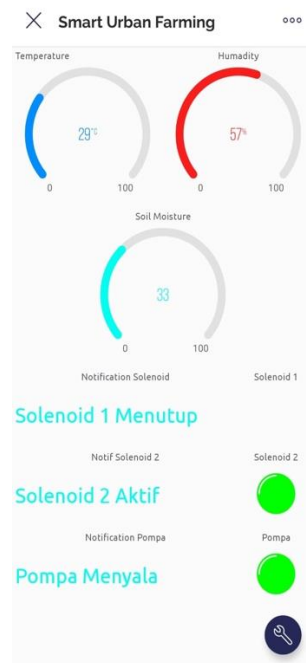 Smart Urban Farming
Temperature Humadity
29°C 57%
0 100 0 100
Soil Moisture
33
0 100
Notification Solenoid Solenoid 1
Solenoid 1 Menutup
Notif Solenoid 2 Solenoid 2
Solenoid 2 Aktif
Notification Pompa Pompa
Pompa Menyala